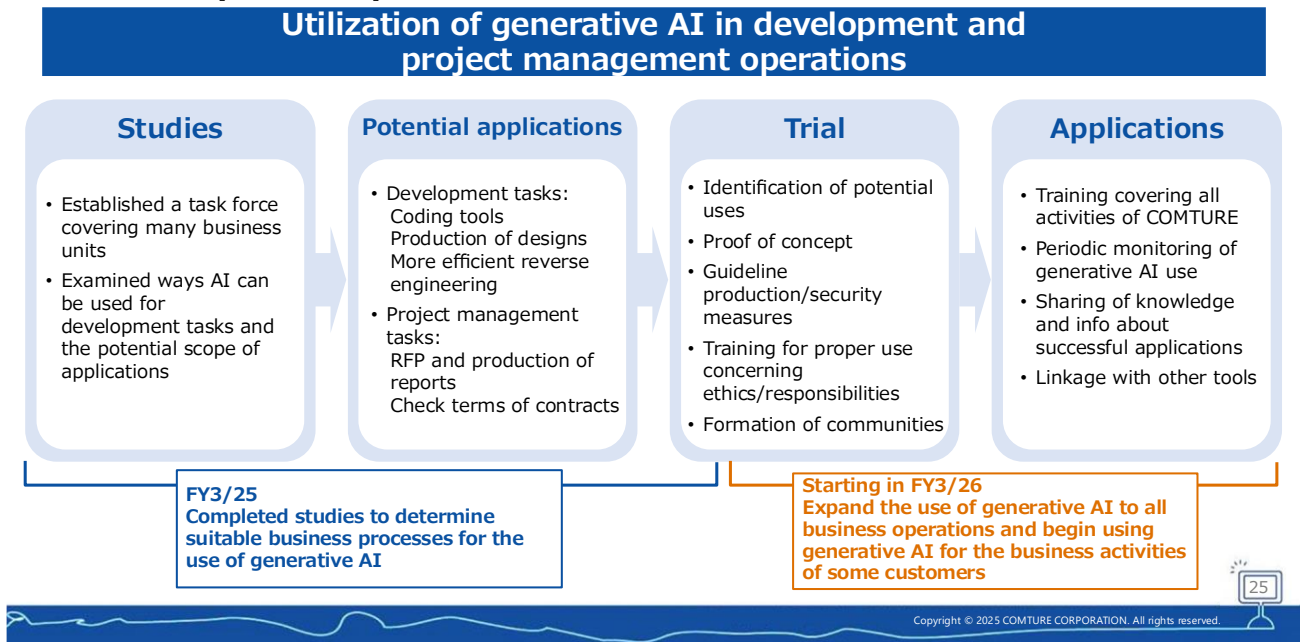 Utilization of generative AI in development and
project management operations
Studies
• Established a task force
covering many business
units
• Examined ways AI can
be used for
development tasks and
the potential scope of
applications
Potential applications
• Development tasks:
Coding tools
Production of designs
More efficient reverse
engineering
• Project management
tasks:
RFP and production of
reports
Check terms of contracts
Trial
• Identification of potential
uses
• Proof of concept
• Guideline
production/security
measures
• Training for proper use
concerning
ethics/responsibilities
• Formation of communities
Applications
• Training covering all
activities of COMTURE
• Periodic monitoring of
generative AI use
• Sharing of knowledge
and info about
successful applications
• Linkage with other tools
FY3/25
Completed studies to determine
suitable business processes for the
use of generative AI
Starting in FY3/26
Expand the use of generative AI to all
business operations and begin using
generative AI for the business activities
of some customers
25
Copyright © 2025 COMTURE CORPORATION. All rights reserved.